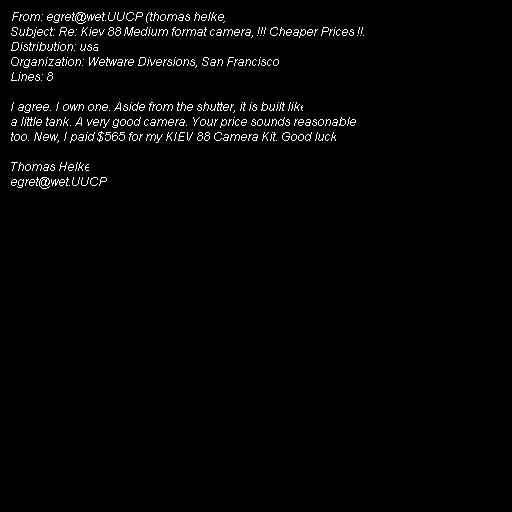 From: egret@wet.UUCP (thomas helke)
Subject: Re: Kiev 88 Medium format camera, !!! Cheaper Prices !!.
Distribution: usa
Organization: Wetware Diversions, San Francisco
Lines: 8

I agree. I own one. Aside from the shutter, it is built like
a little tank. A very good camera. Your price sounds reasonable
too. New, I paid $565 for my KIEV 88 Camera Kit. Good luck

Thomas Helke
egret@wet.UUCP